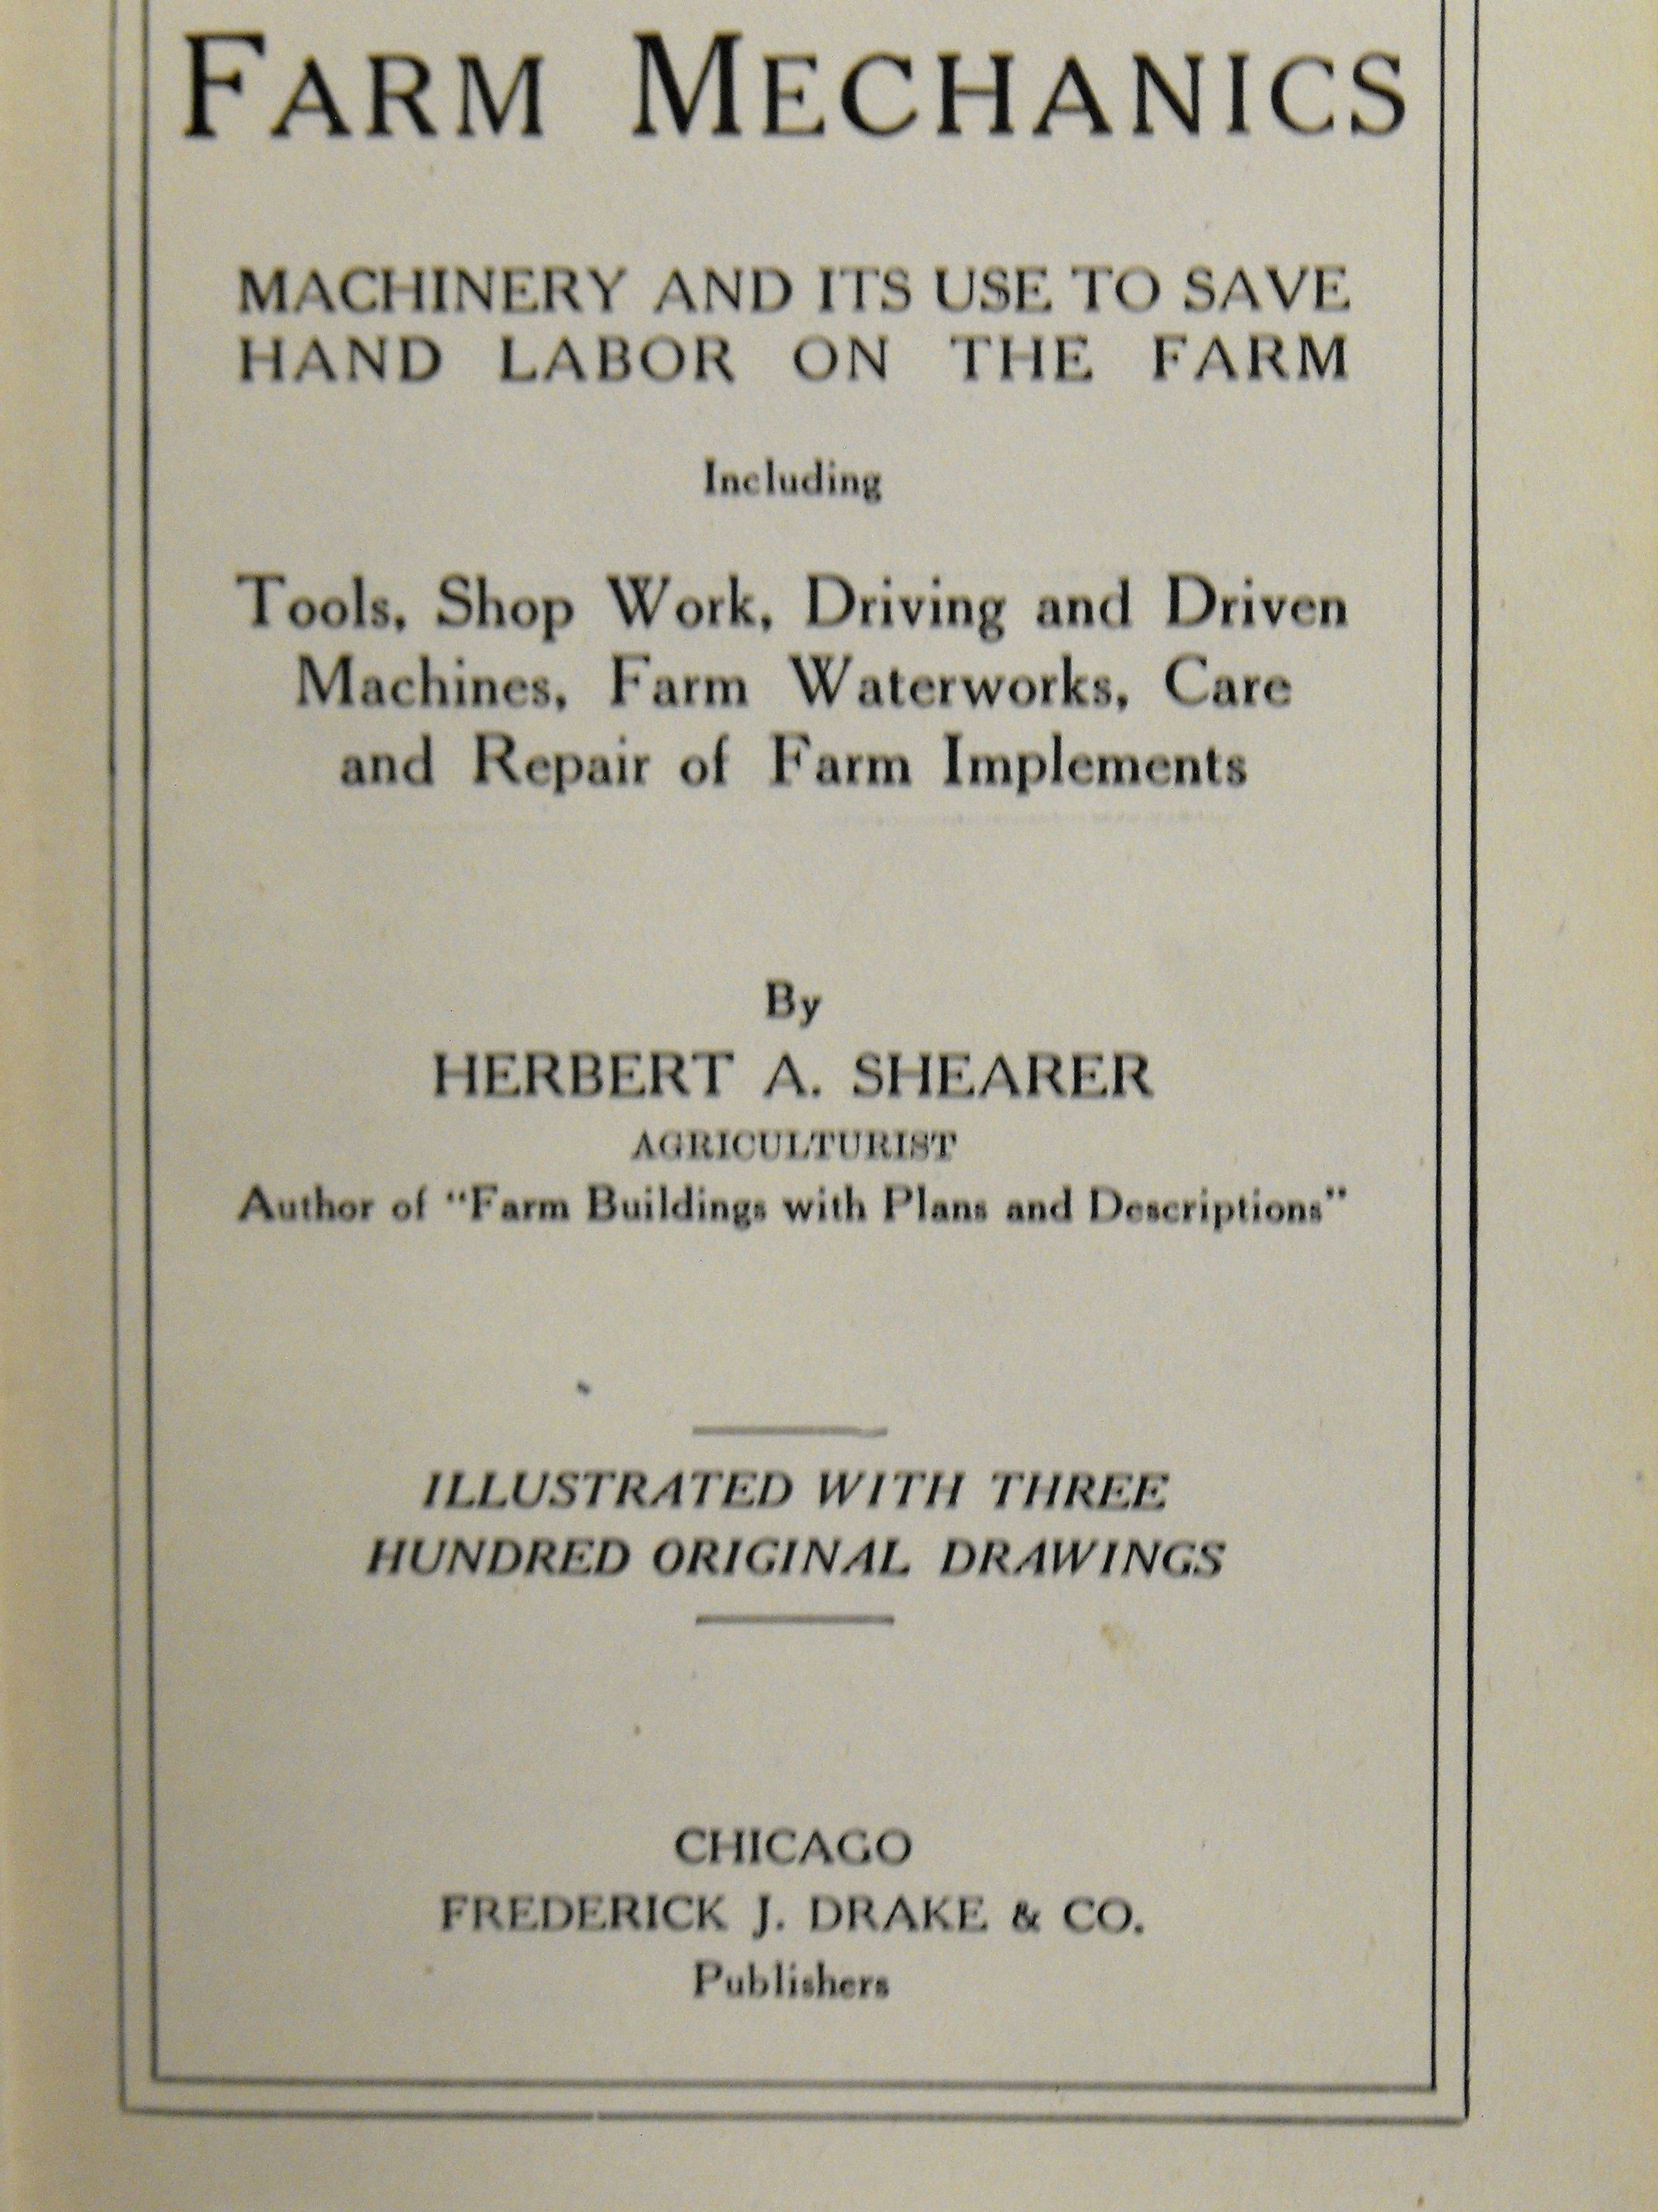 FARM MECHANICS
MACHINERY AND ITS USE TO SAVE
HAND LABOR ON THE FARM
Including
Tools, Shop Work, Driving and Driven
Machines, Farm Waterworks, Care
and Repair of Farm Implements
By
HERBERT A. SHEARER
AGRICULTURIST
Author of "Farm Buildings with Plans and Descriptions"
ILLUSTRATED WITH THREE
HUNDRED ORIGINAL DRAWINGS
CHICAGO
FREDERICK J. DRAKE & CO.
Publishers